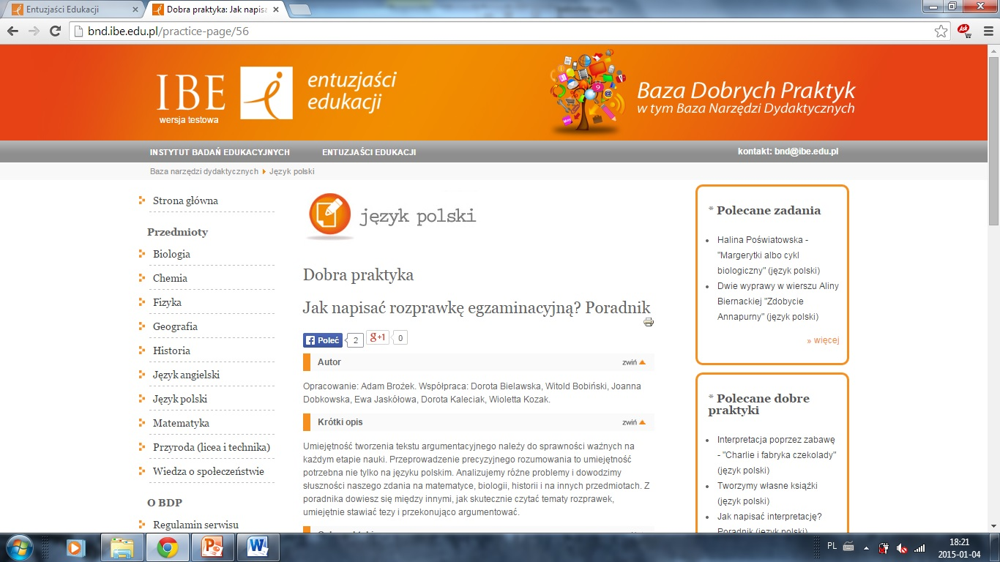 Entuzjaści Edukacji
Dobra praktyka: Jak napisa
bnd.ibe.edu.pl/practice-page/56
Ask
IBE
wersja testowa
entuzjaści
edukacji
Baza Dobrych Praktyk
w tym Baza Narzędzi Dydaktycznych
INSTYTUT BADAŃ EDUKACYJNYCH
ENTUZJAŚCI EDUKACJI
kontakt: bnd@ibe.edu.pl
Baza narzędzi dydaktycznych
Język polski
Strona główna
Przedmioty
Biologia
Chemia
Fizyka
Geografia
Historia
Język angielski
Język polski
Matematyka
Przyroda (licea i technika)
Wiedza o społeczeństwie
O BDP
Regulamin serwisu
język polski
Dobra praktyka
Jak napisać rozprawkę egzaminacyjną? Poradnik
Poleć 2 g+1 0
Autor
zwiń
Opracowanie: Adam Brożek. Współpraca: Dorota Bielawska, Witold Bobiński, Joanna
Dobkowska, Ewa Jaskółowa, Dorota Kaleciak, Wioletta Kozak.
Krótki opis
zwiń
Umiejętność tworzenia tekstu argumentacyjnego należy do sprawności ważnych na
każdym etapie nauki. Przeprowadzenie precyzyjnego rozumowania to umiejętność
potrzebna nie tylko na języku polskim. Analizujemy różne problemy i dowodzimy
słuszności naszego zdania na matematyce, biologii, historii i na innych przedmiotach. Z
poradnika dowiesz się między innymi, jak skutecznie czytać tematy rozprawek,
umiejętnie stawiać tezy i przekonująco argumentować.
* Polecane zadania
Halina Poświatowska -
"Margerytki albo cykl
biologiczny" (język polski)
Dwie wyprawy w wierszu Aliny
Biernackiej "Zdobycie
Annapurny" (język polski)
» więcej
* Polecane dobre
praktyki
Interpretacja poprzez zabawę
- "Charlie i fabryka czekolady"
(język polski)
Tworzymy własne książki
(język polski)
Jak napisać interpretację?
Poradnik (język polski)
PL
18:21
2015-01-04